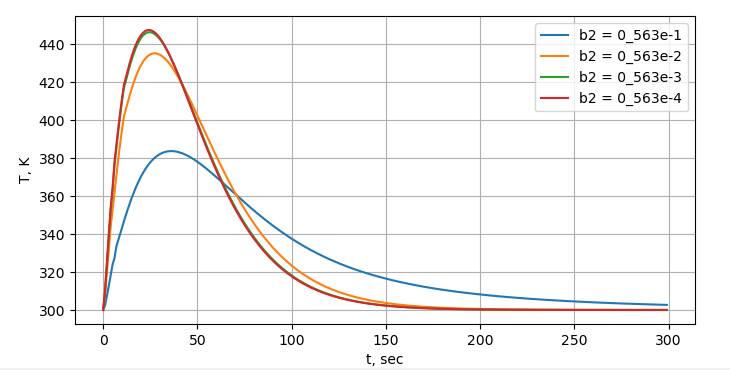 b2 = 0_563e-1
b2 = 0_563e-2
b2 = 0_563e-3
b2 = 0_563e-4
440
420
400
380
360
340
320
300
T, K
0 50 100 150 200 250 300
t, sec